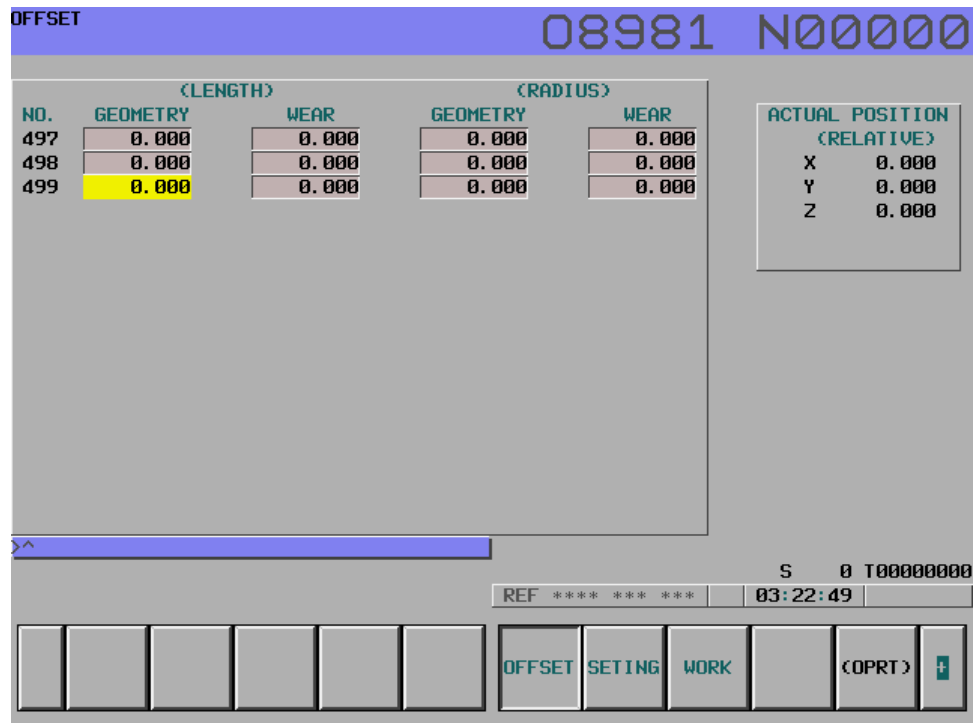 OFFSET O8981 N00000
(LENGTH) (RADIUS)
NO. GEOMETRY WEAR GEOMETRY WEAR
497 0.000 0.000 0.000 0.000
498 0.000 0.000 0.000 0.000
499 0.000 0.000 0.000 0.000
ACTUAL POSITION
(RELATIVE)
X 0.000
Y 0.000
Z 0.000
>^
S 0 T00000000
REF **** *** *** 03:22:49
OFFSET SETING WORK (OPRT) +